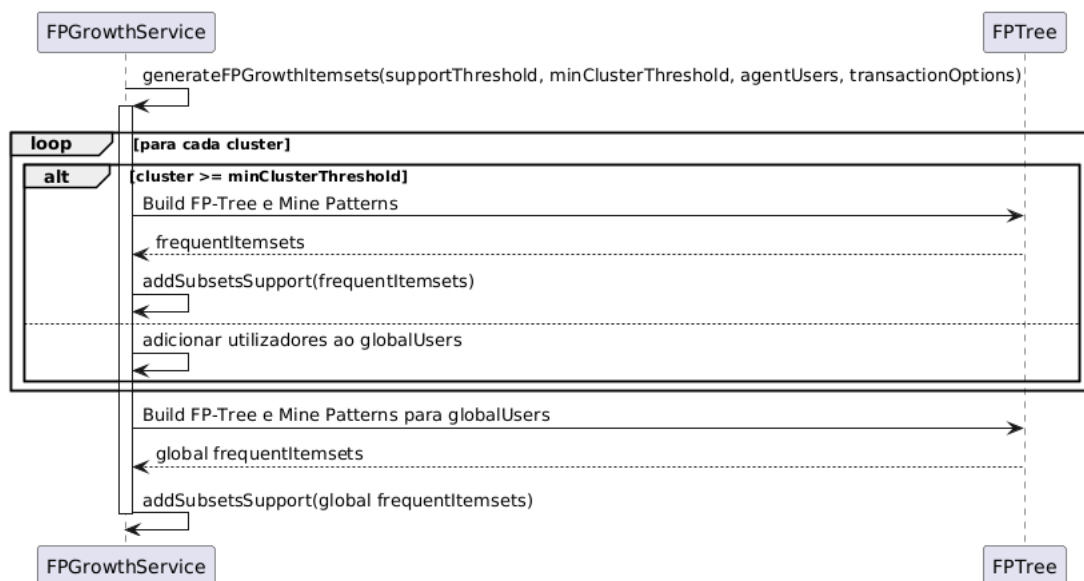 FPGrowthService FPTree
generateFPGrowthItemsets(supportThreshold, minClusterThreshold, agentUsers, transactionOptions)
loop [para cada cluster]
alt [cluster >= minClusterThreshold]
Build FP-Tree e Mine Patterns
frequentItemsets
addSubsetsSupport(frequentItemsets)
adicionar utilizadores ao globalUsers
Build FP-Tree e Mine Patterns para globalUsers
global frequentItemsets
addSubsetsSupport(global frequentItemsets)
FPGrowthService FPTree